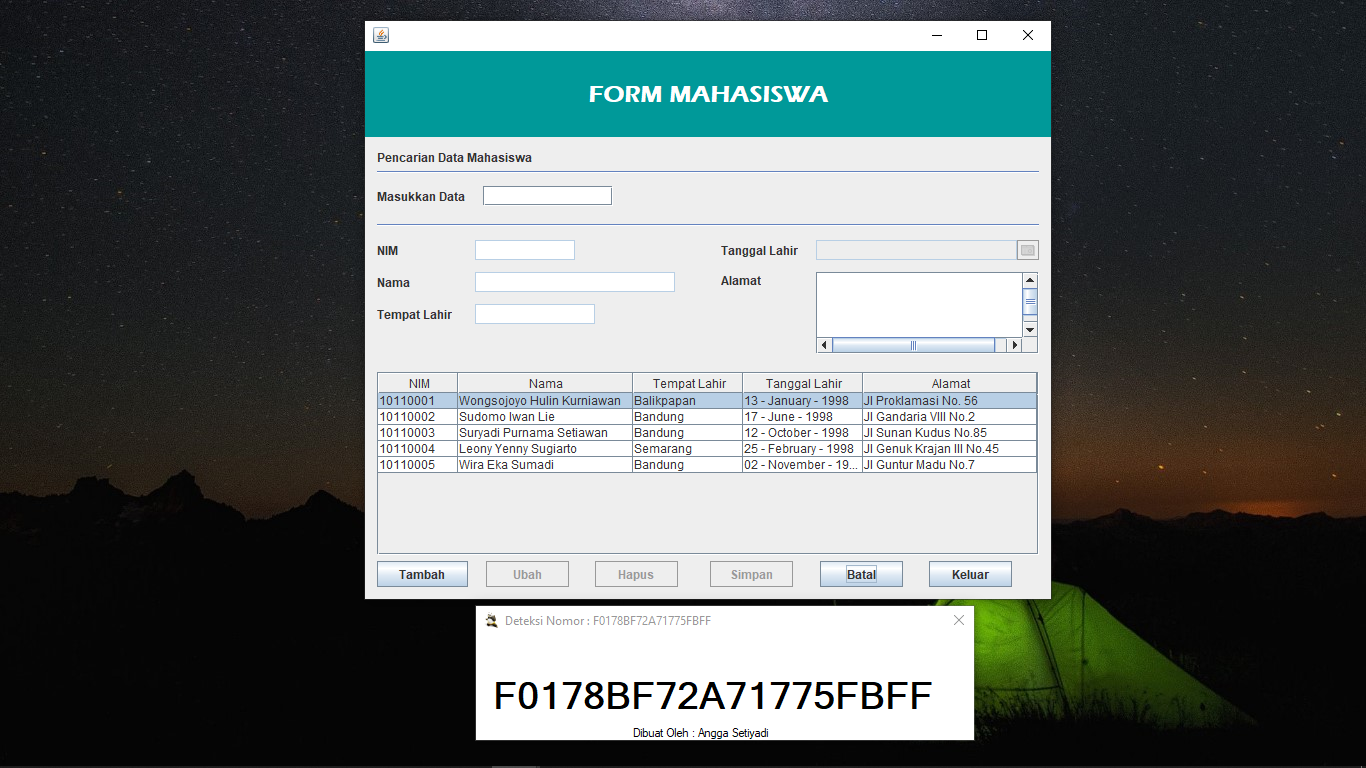 FORM MAHASISWA
Pencarian Data Mahasiswa
Masukkan Data
NIM
Tanggal Lahir
Nama
Alamat
Tempat Lahir
NIM Nama Tempat Lahir Tanggal Lahir Alamat
10110001 Wongsojoyo Hulin Kurniawan Balikpapan 13 - January - 1998 Jl Proklamasi No. 56
10110002 Sudomo Iwan Lie Bandung 17 - June - 1998 Jl Gandaria VIII No.2
10110003 Suryadi Purnama Setiawan Bandung 12 - October - 1998 Jl Sunan Kudus No.85
10110004 Leony Yenny Sugiarto Semarang 25 - February - 1998 Jl Genuk Krajan III No.45
10110005 Wira Eka Sumadi Bandung 02 - November - 19... Jl Guntur Madu No.7
Tambah Ubah Hapus Simpan Batal Keluar
Deteksi Nomor : F0178BF72A71775FBFF
F0178BF72A71775FBFF
Dibuat Oleh : Angga Setiyadi